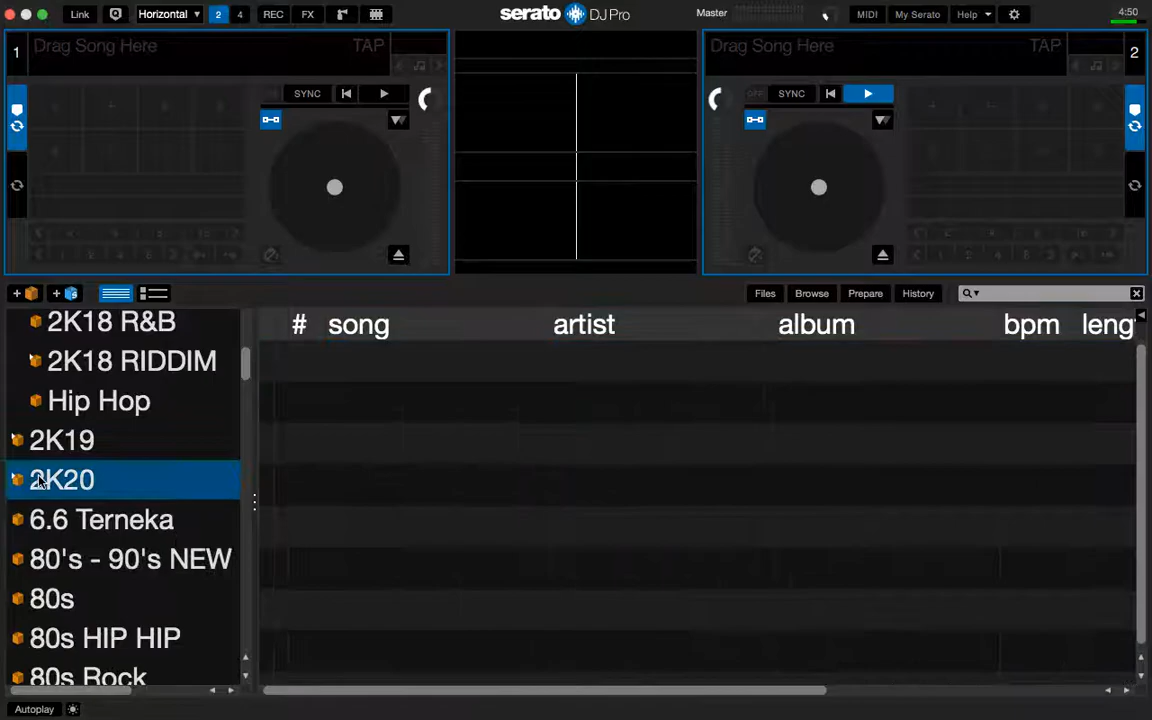 Link Horizontal 2 4 REC FX serato DJ Pro Master MIDI My Serato Help 4:50
1 Drag Song Here TAP
Drag Song Here TAP 2
SYNC
OFF SYNC
Files Browse Prepare History
# song artist album bpm leng
2K18 R&B
2K18 RIDDIM
Hip Hop
2K19
2K20
6.6 Terneka
80's - 90's NEW
80s
80s HIP HIP
80s Rock
Autoplay